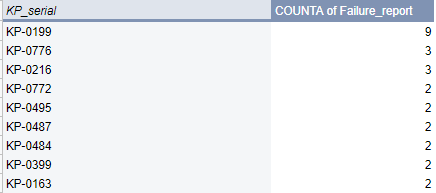 KP_serial COUNTA of Failure_report
KP-0199 9
KP-0776 3
KP-0216 3
KP-0772 2
KP-0495 2
KP-0487 2
KP-0484 2
KP-0399 2
KP-0163 2